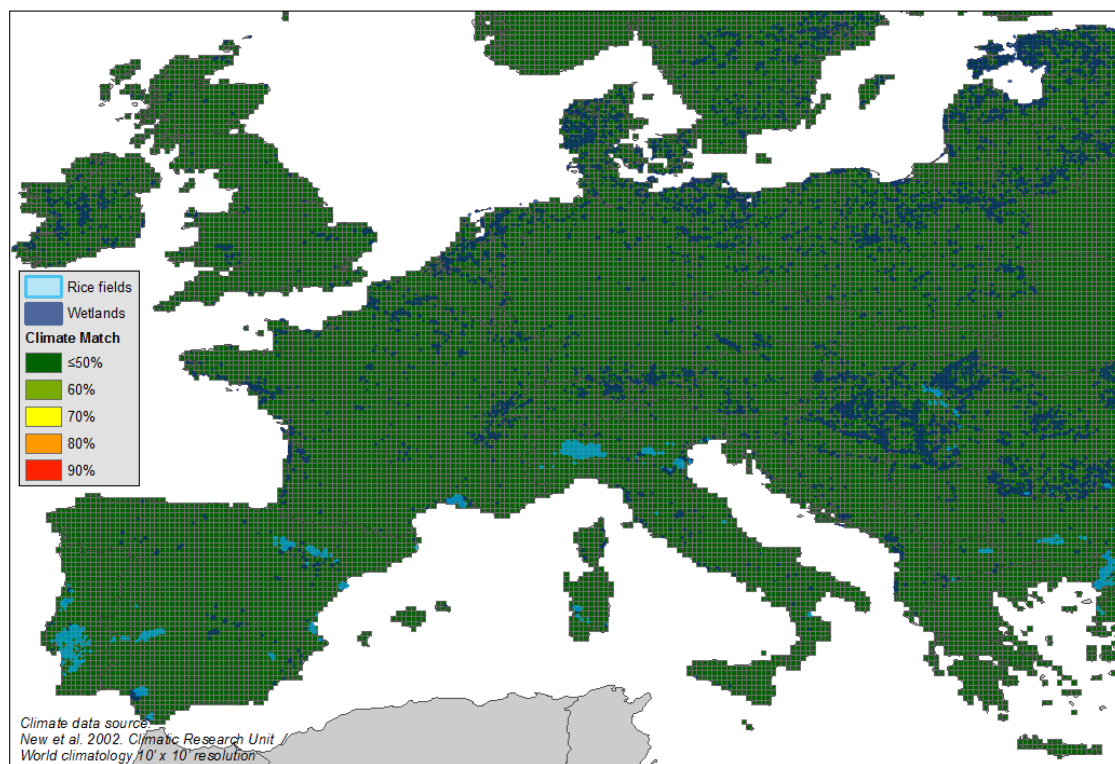 Rice fields
Wetlands
Climate Match
≤50%
60%
70%
80%
90%
Climate data source:
New et al. 2002. Climatic Research Unit
World climatology 10' x 10' resolution